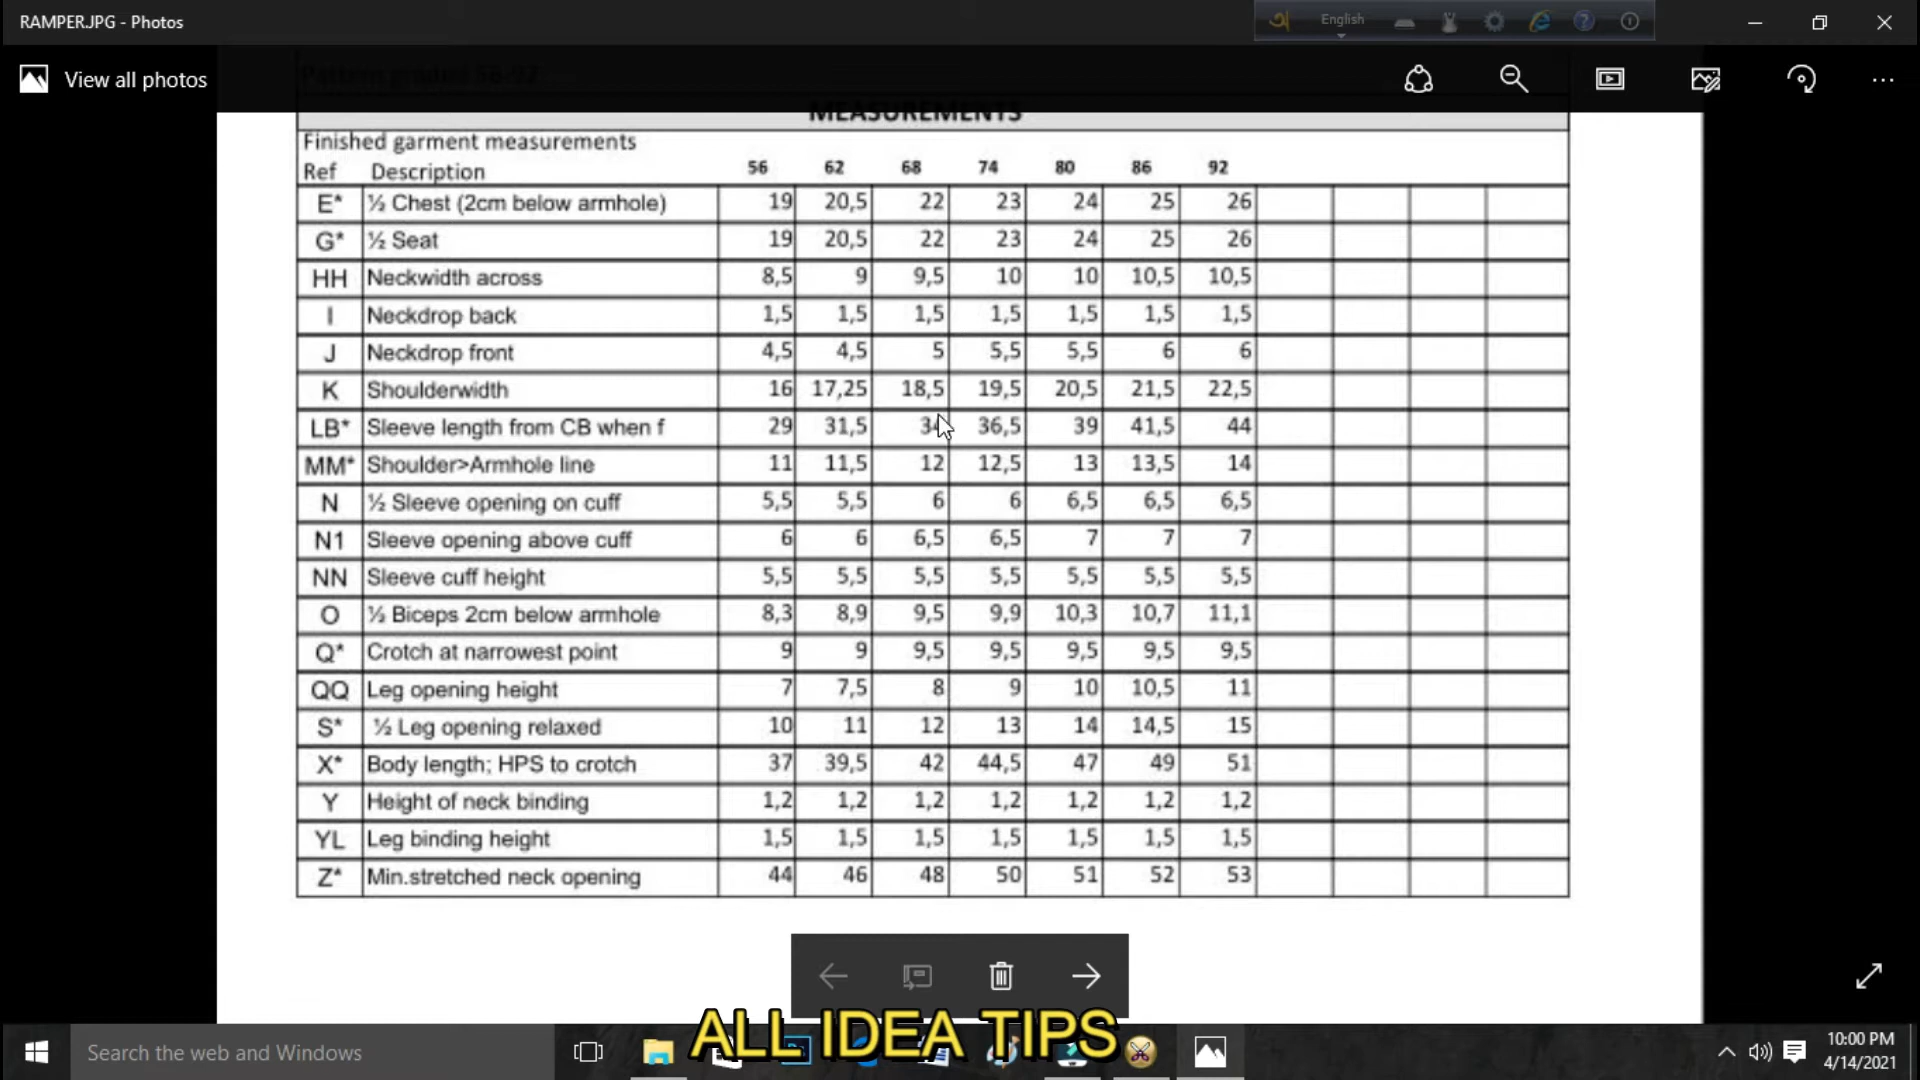 RAMPER.JPG - Photos
English
View all photos
MEASUREMENTS
Finished garment measurements
Ref Description 56 62 68 74 80 86 92
E* ½ Chest (2cm below armhole) 19 20,5 22 23 24 25 26
G* ½ Seat 19 20,5 22 23 24 25 26
HH Neckwidth across 8,5 9 9,5 10 10 10,5 10,5
I Neckdrop back 1,5 1,5 1,5 1,5 1,5 1,5 1,5
J Neckdrop front 4,5 4,5 5 5,5 5,5 6 6
K Shoulderwidth 16 17,25 18,5 19,5 20,5 21,5 22,5
LB* Sleeve length from CB when f 29 31,5 34 36,5 39 41,5 44
MM* Shoulder>Armhole line 11 11,5 12 12,5 13 13,5 14
N ½ Sleeve opening on cuff 5,5 5,5 6 6 6,5 6,5 6,5
N1 Sleeve opening above cuff 6 6 6,5 6,5 7 7 7
NN Sleeve cuff height 5,5 5,5 5,5 5,5 5,5 5,5 5,5
O ½ Biceps 2cm below armhole 8,3 8,9 9,5 9,9 10,3 10,7 11,1
Q* Crotch at narrowest point 9 9 9,5 9,5 9,5 9,5 9,5
QQ Leg opening height 7 7,5 8 9 10 10,5 11
S* ½ Leg opening relaxed 10 11 12 13 14 14,5 15
X* Body length; HPS to crotch 37 39,5 42 44,5 47 49 51
Y Height of neck binding 1,2 1,2 1,2 1,2 1,2 1,2 1,2
YL Leg binding height 1,5 1,5 1,5 1,5 1,5 1,5 1,5
Z* Min.stretched neck opening 44 46 48 50 51 52 53
ALL IDEA TIPS
Search the web and Windows
10:00 PM
4/14/2021